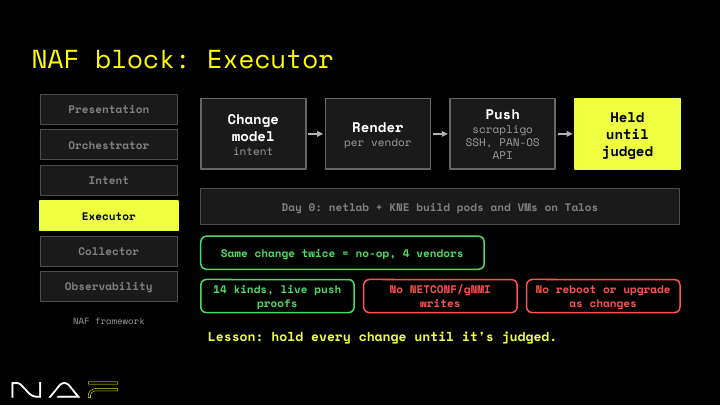 NAF block: Executor
Presentation
Orchestrator
Intent
Executor
Collector
Observability
NAF framework
Change
model
intent
Render
per vendor
Push
scrapligo
SSH, PAN-OS
API
Held
until
judged
Day 0: netlab + KNE build pods and VMs on Talos
Same change twice = no-op, 4 vendors
14 kinds, live push
proofs
No NETCONF/gNMI
writes
No reboot or upgrade
as changes
Lesson: hold every change until it's judged.
NAF